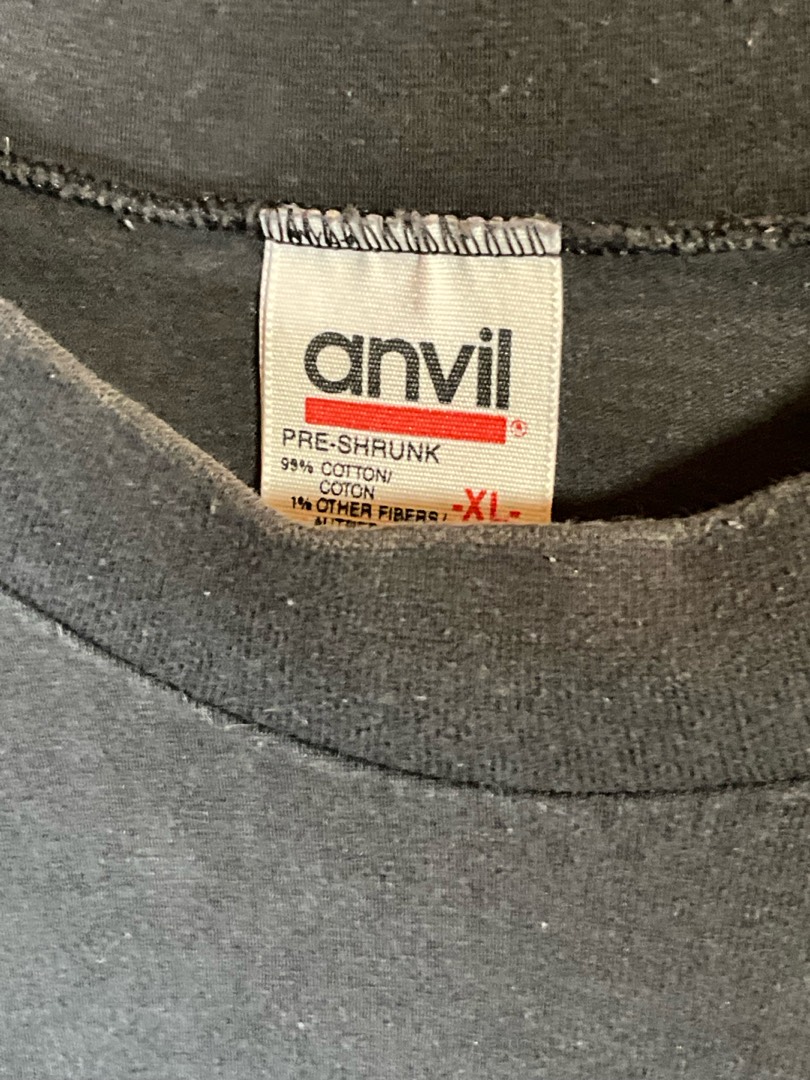 anvil®
PRE-SHRUNK
99% COTTON/
COTON
1% OTHER FIBERS/
-XL-